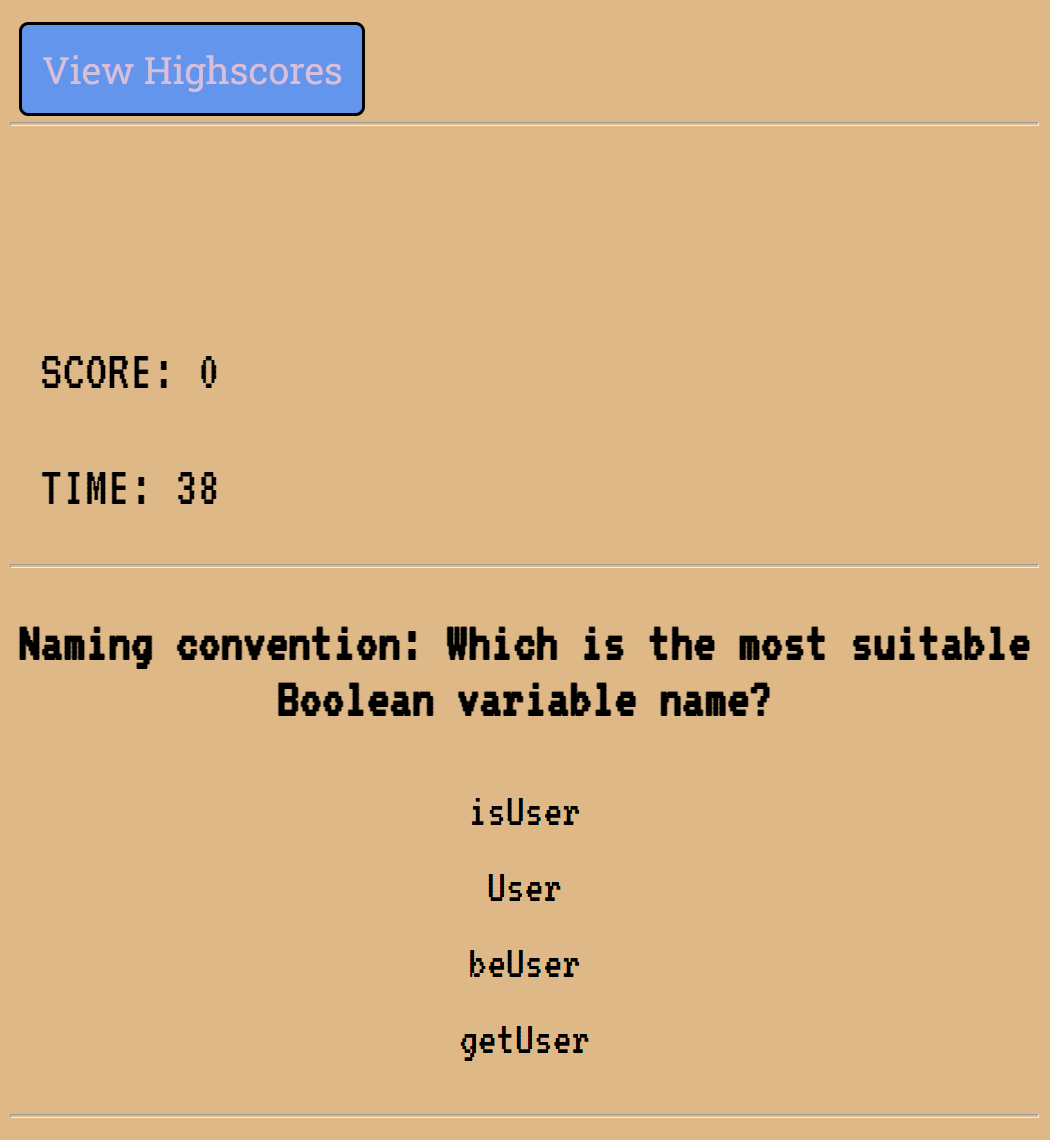 View Highscores
SCORE: 0
TIME: 38
Naming convention: Which is the most suitable
Boolean variable name?
isUser
User
beUser
getUser